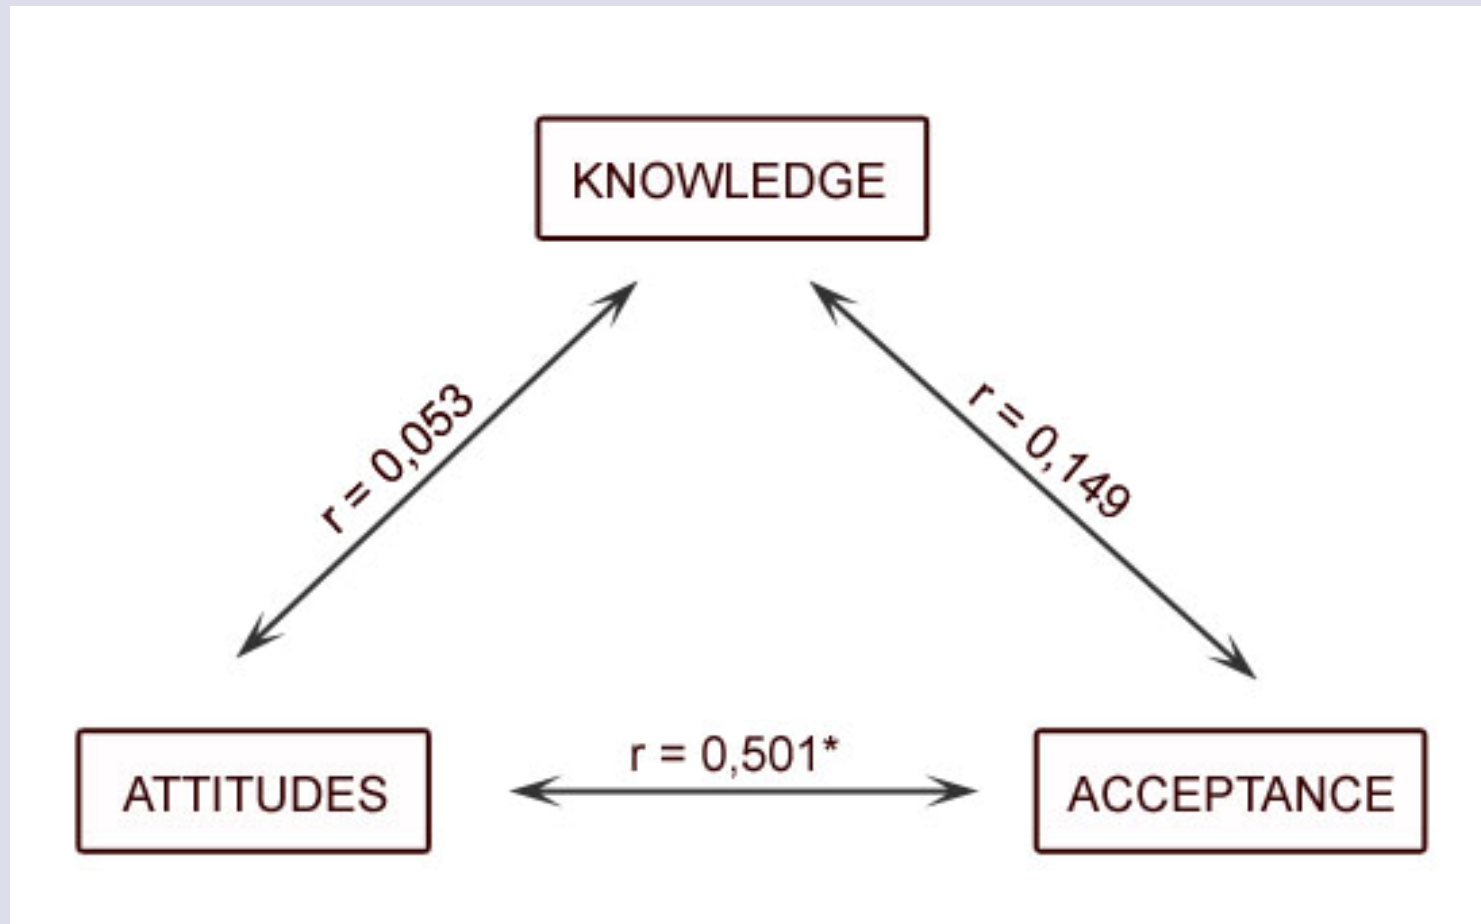 KNOWLEDGE
r = 0,053
r = 0,149
r = 0,501*
ATTITUDES
ACCEPTANCE